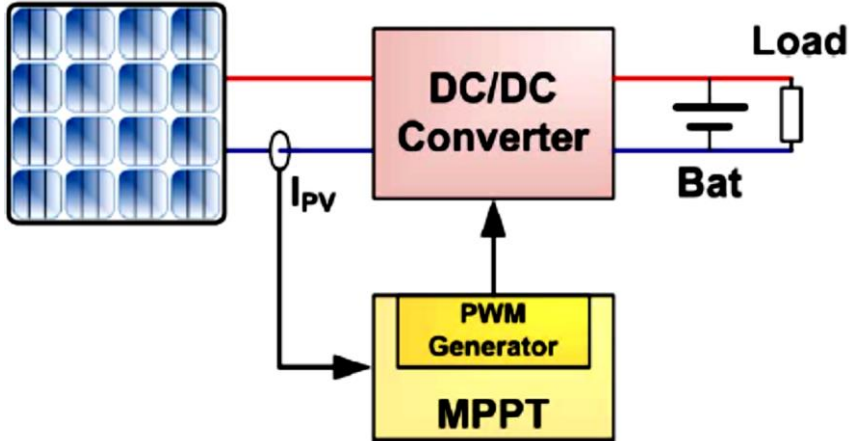 Load
DC/DC
Converter
Bat
IPV
PWM
Generator
MPPT